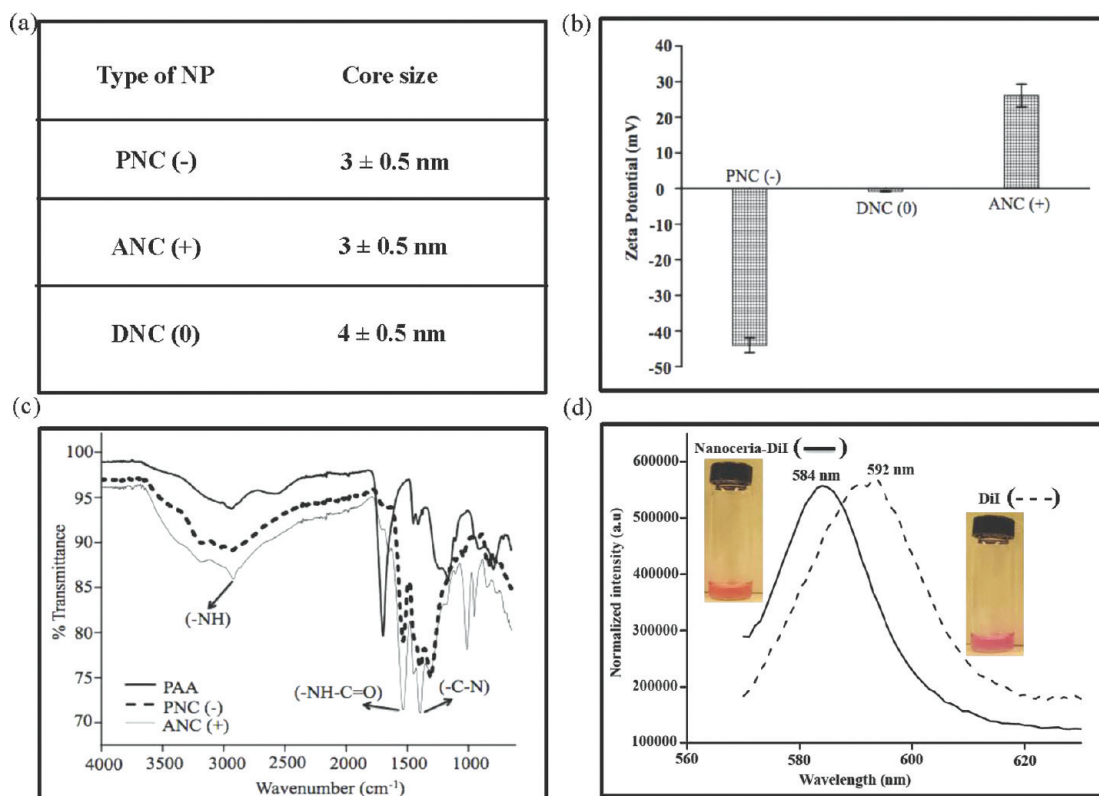 (a)
Type of NP Core size
PNC (-) 3 ± 0.5 nm
ANC (+) 3 ± 0.5 nm
DNC (0) 4 ± 0.5 nm
(b)
Zeta Potential (mV)
40
30
20
10
0
-10
-20
-30
-40
-50
PNC (-)
DNC (0)
ANC (+)
(c)
% Transmittance
100
95
90
85
80
75
70
(-NH)
(-NH-C=O)
(-C-N)
PAA
PNC (-)
ANC (+)
4000 3500 3000 2500 2000 1500 1000
Wavenumber (cm⁻¹)
(d)
Normalized intensity (a.u)
600000
500000
400000
300000
200000
100000
Nanoceria-DiI ( )
584 nm
592 nm
DiI (---)
560 580 600 620
Wavelength (nm)